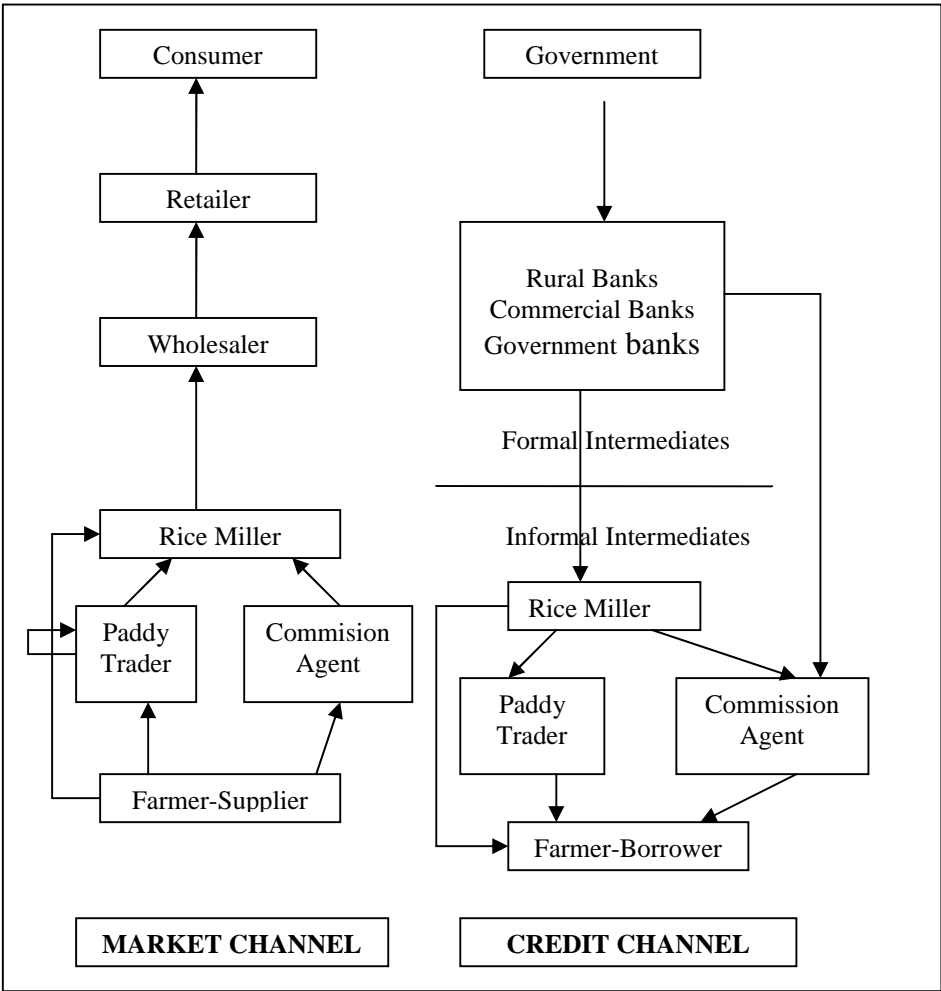 Consumer
Retailer
Wholesaler
Rice Miller
Paddy
Trader
Commision
Agent
Farmer-Supplier
MARKET CHANNEL
Government
Rural Banks
Commercial Banks
Government banks
Formal Intermediates
Informal Intermediates
Rice Miller
Paddy
Trader
Commission
Agent
Farmer-Borrower
CREDIT CHANNEL